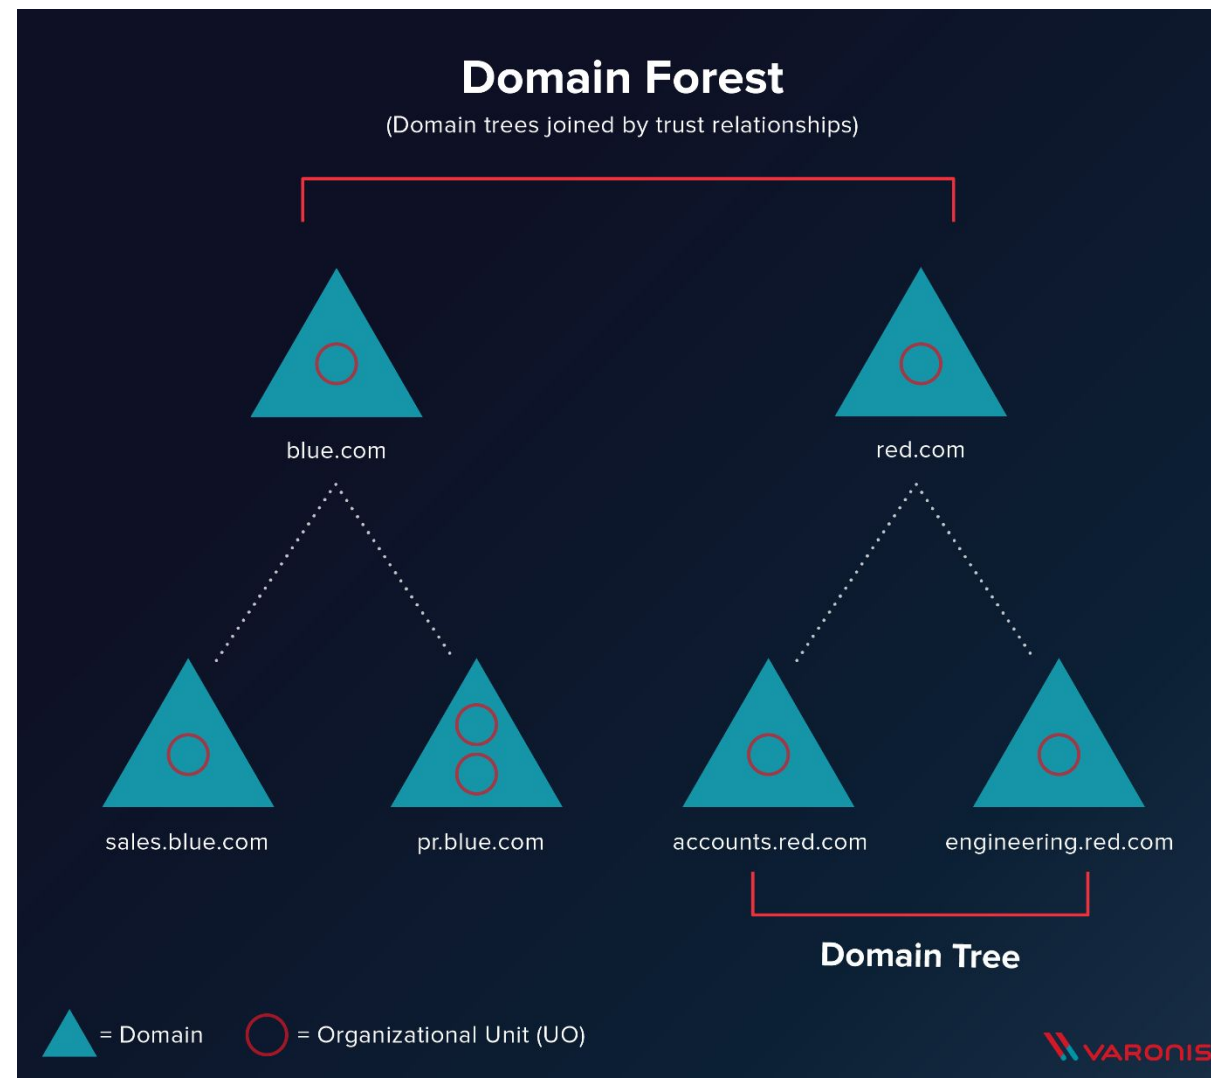 Domain Forest
(Domain trees joined by trust relationships)
blue.com
red.com
sales.blue.com
pr.blue.com
accounts.red.com
engineering.red.com
Domain Tree
= Domain
= Organizational Unit (UO)
VARONIS